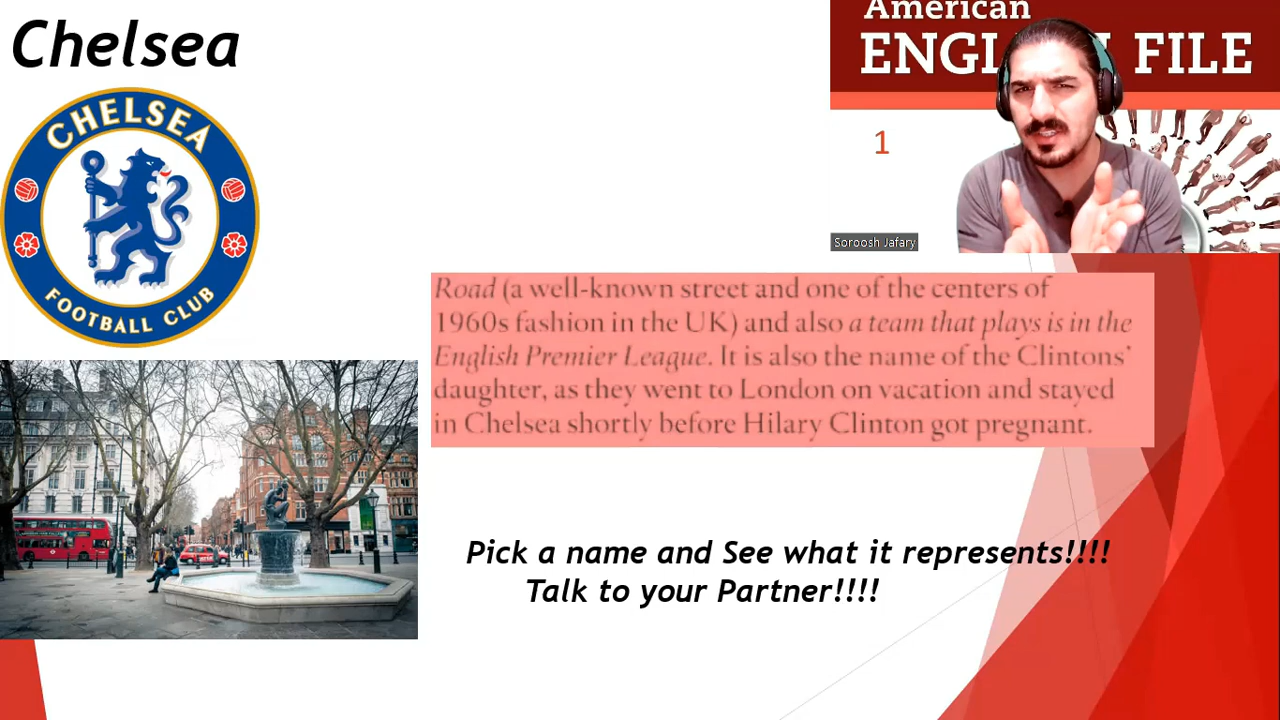 Chelsea
CHELSEA
FOOTBALL CLUB
American
ENGL FILE
1
Soroosh Jafary
Road (a well-known street and one of the centers of
1960s fashion in the UK) and also a team that plays is in the
English Premier League. It is also the name of the Clintons'
daughter, as they went to London on vacation and stayed
in Chelsea shortly before Hilary Clinton got pregnant.
Pick a name and See what it represents!!!!
Talk to your Partner!!!!